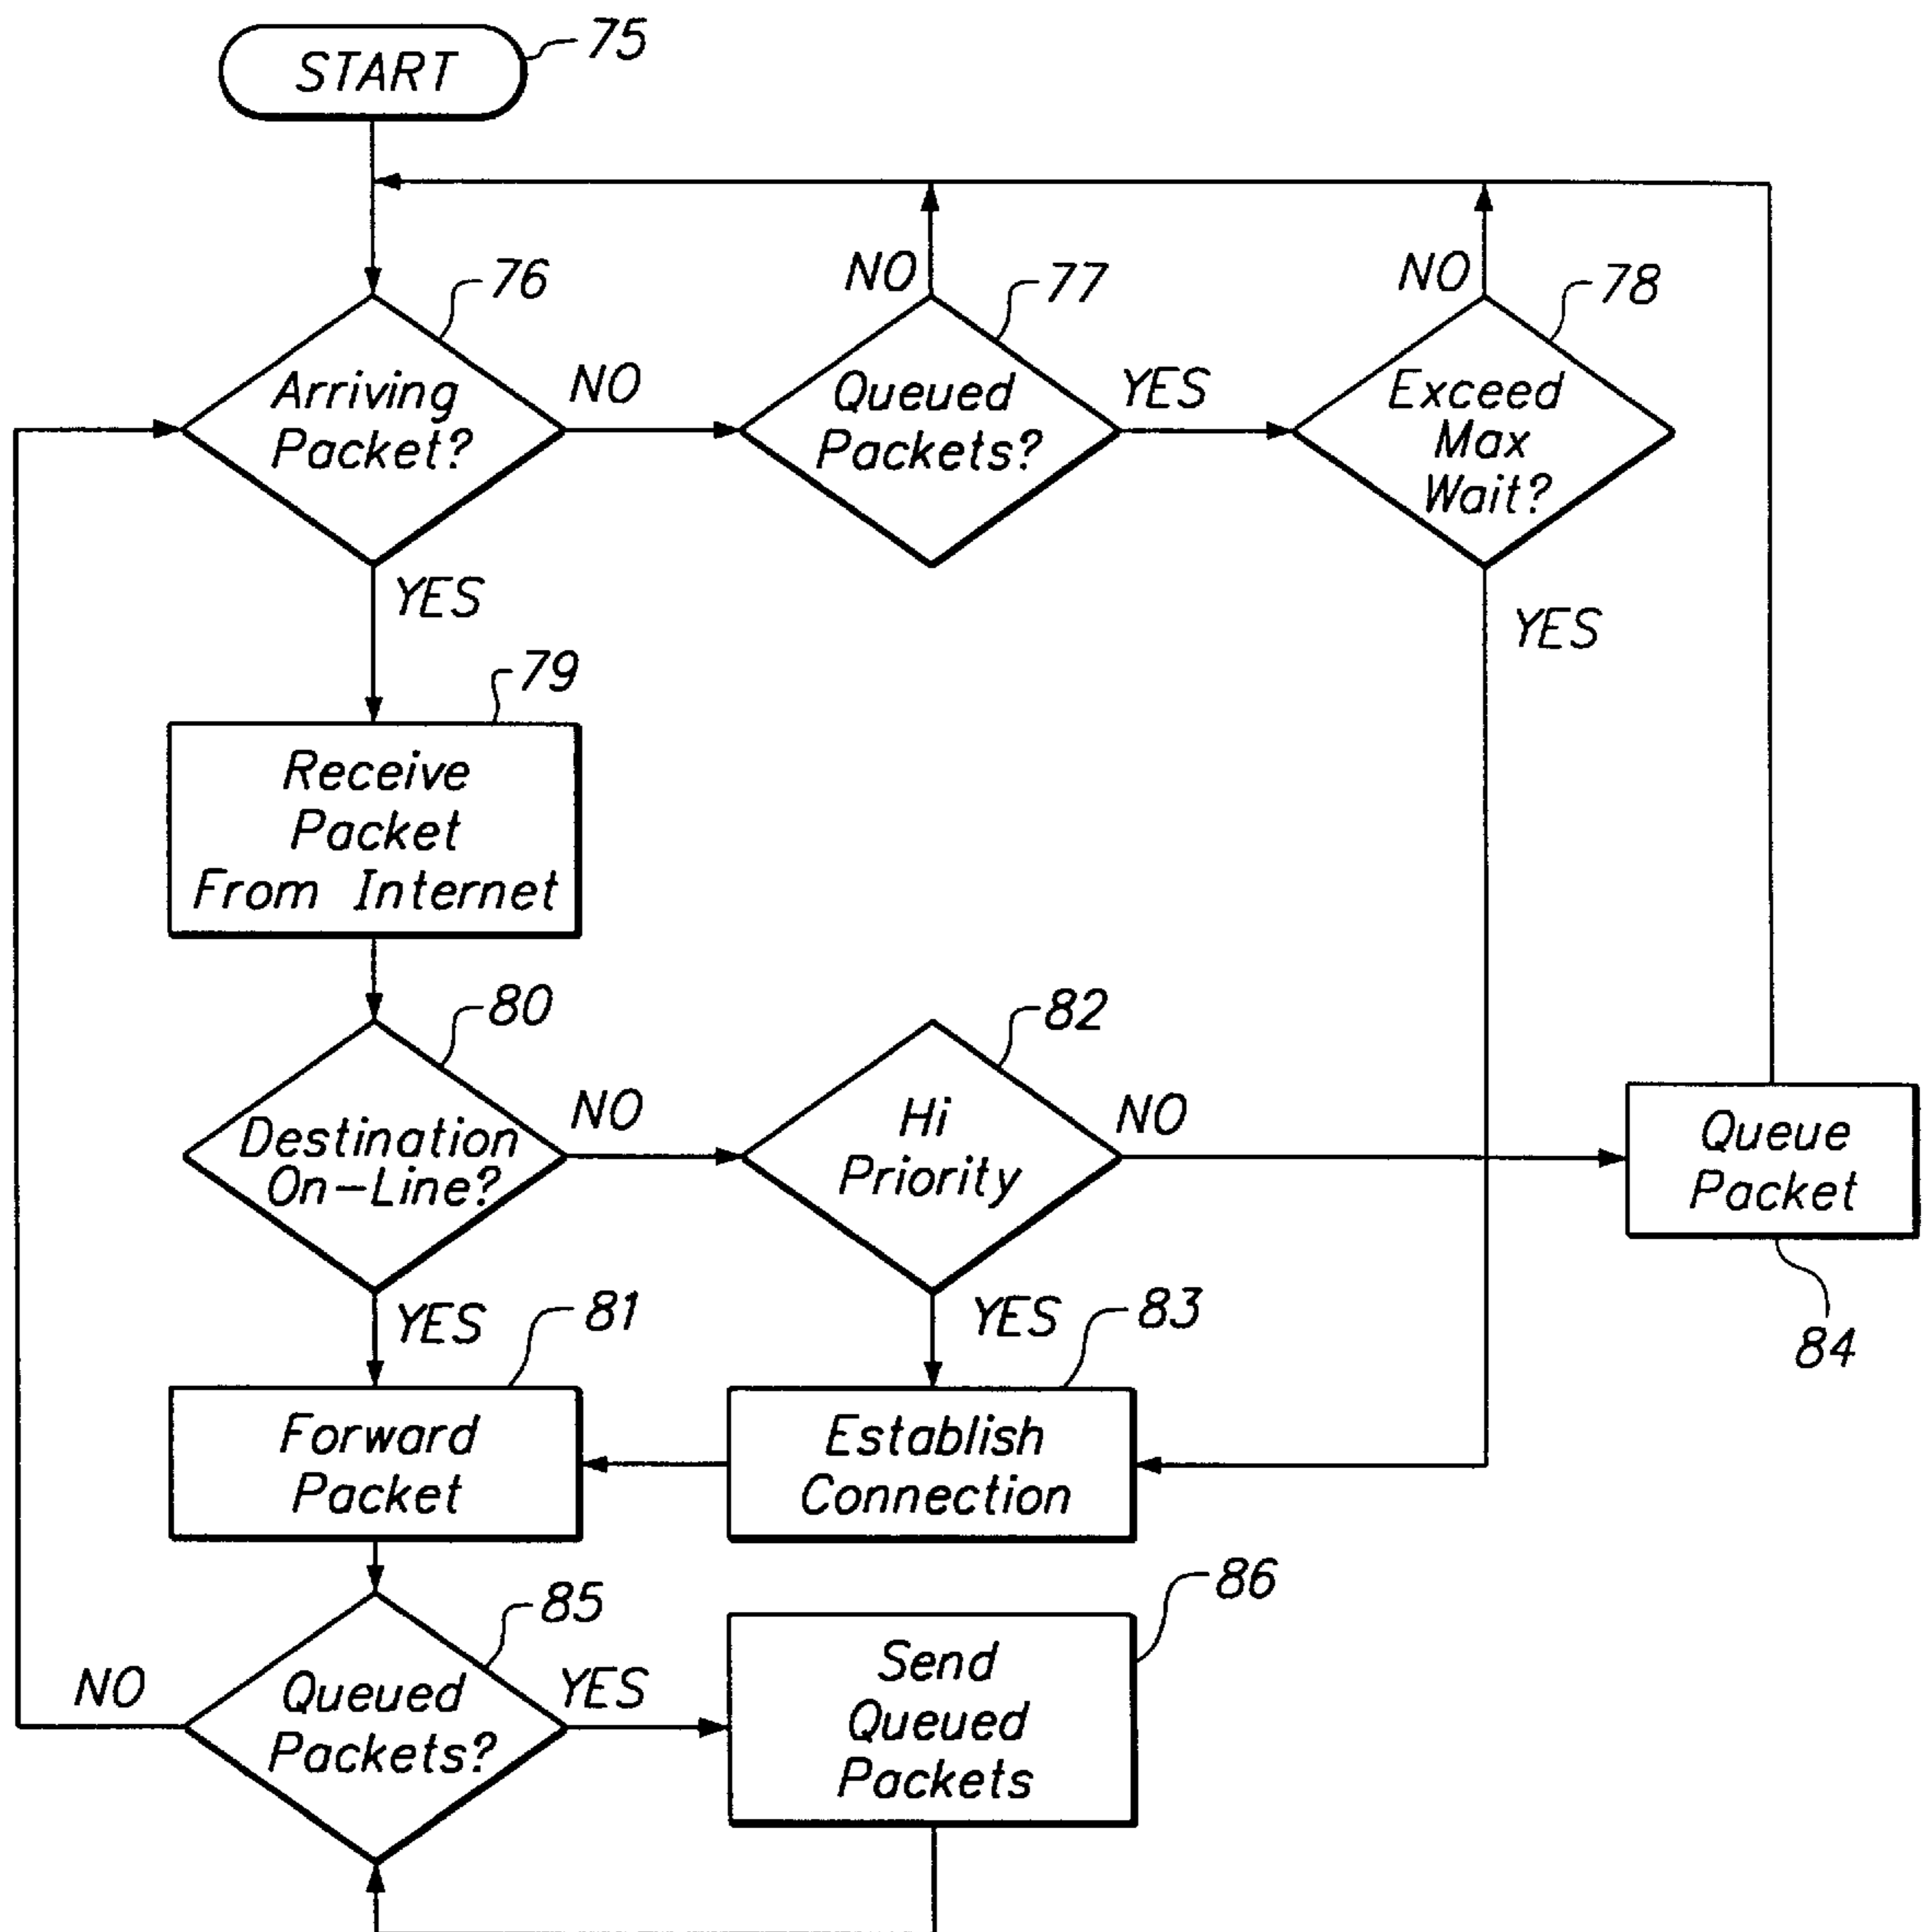 START
75
76
NO
77
NO
78
Arriving
Packet?
NO
Queued
Packets?
YES
Exceed
Max
Wait?
YES
YES
79
Receive
Packet
From Internet
80
82
Destination
On-Line?
NO
Hi
Priority
NO
Queue
Packet
84
YES
81
YES
83
Forward
Packet
Establish
Connection
85
86
NO
Queued
Packets?
YES
Send
Queued
Packets